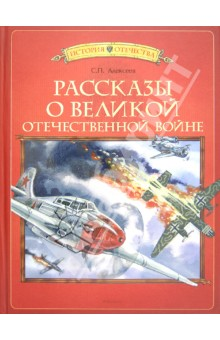 ИСТОРИЯ ОТЕЧЕСТВА
С.П. Алексеев
РАССКАЗЫ
О ВЕЛИКОЙ
ОТЕЧЕСТВЕННОЙ ВОЙНЕ